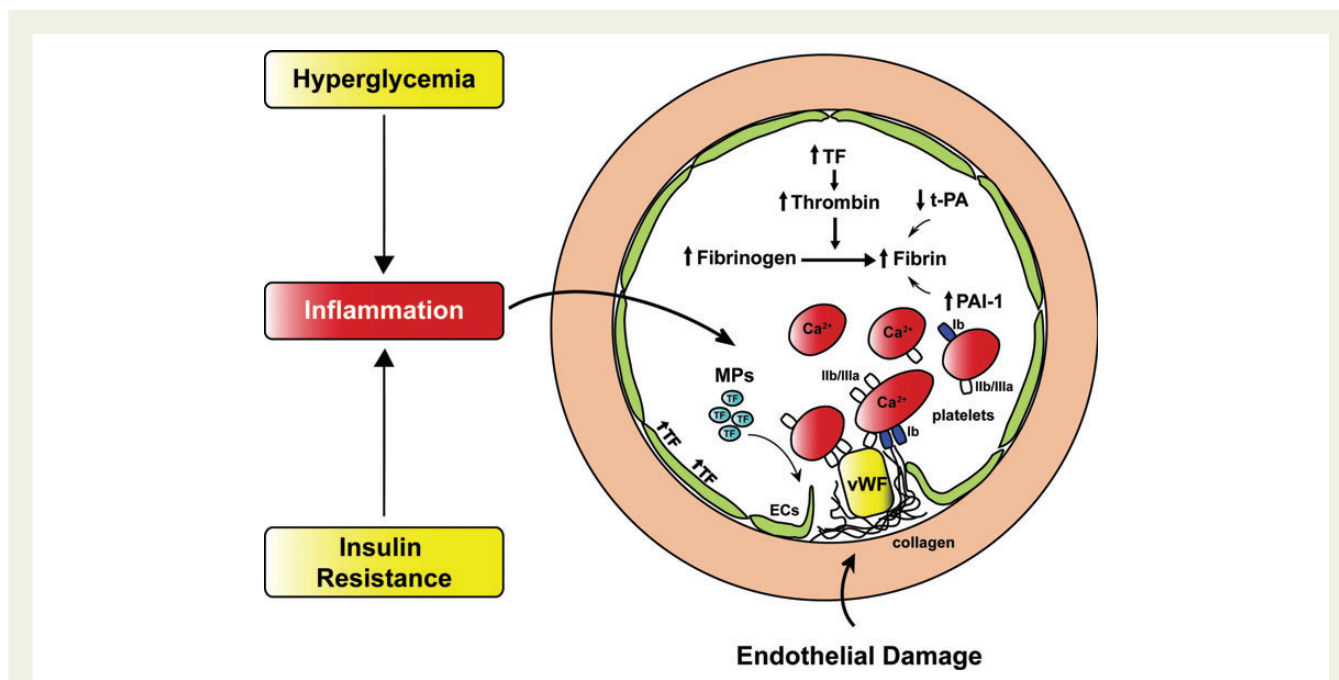 Hyperglycemia
Inflammation
Insulin
Resistance
↑TF
↑Thrombin
↓t-PA
↑Fibrinogen
↑Fibrin
↑PAI-1
Ca²⁺
Ca²⁺
Ib
IIb/IIIa
MPs
TF
TF
TF
TF
IIb/IIIa
Ca²⁺
platelets
Ib
↑TF
↑TF
vWF
ECs
collagen
Endothelial Damage